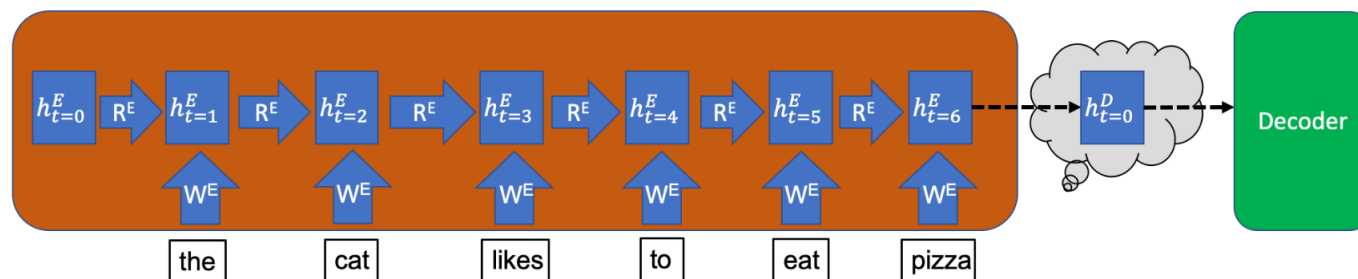 h^E_{t=0} R^E h^E_{t=1} R^E h^E_{t=2} R^E h^E_{t=3} R^E h^E_{t=4} R^E h^E_{t=5} R^E h^E_{t=6} h^D_{t=0} Decoder
W^E W^E W^E W^E W^E W^E
the cat likes to eat pizza